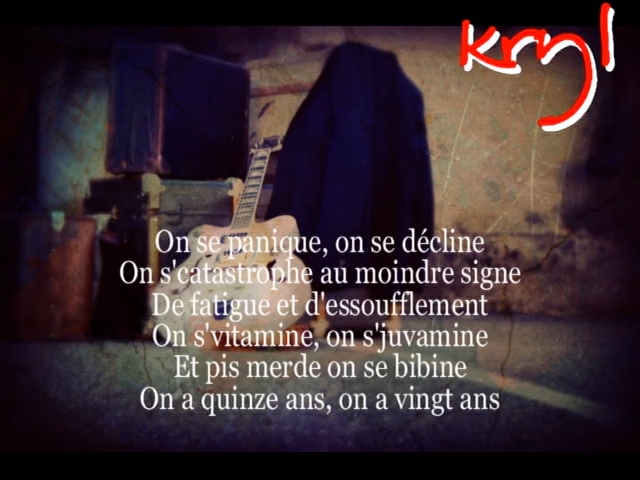 kryl
On se panique, on se décline
On s'catastrophe au moindre signe
De fatigue et d'essoufflement
On s'vitamine, on s'juvamine
Et pis merde on se bibine
On a quinze ans, on a vingt ans